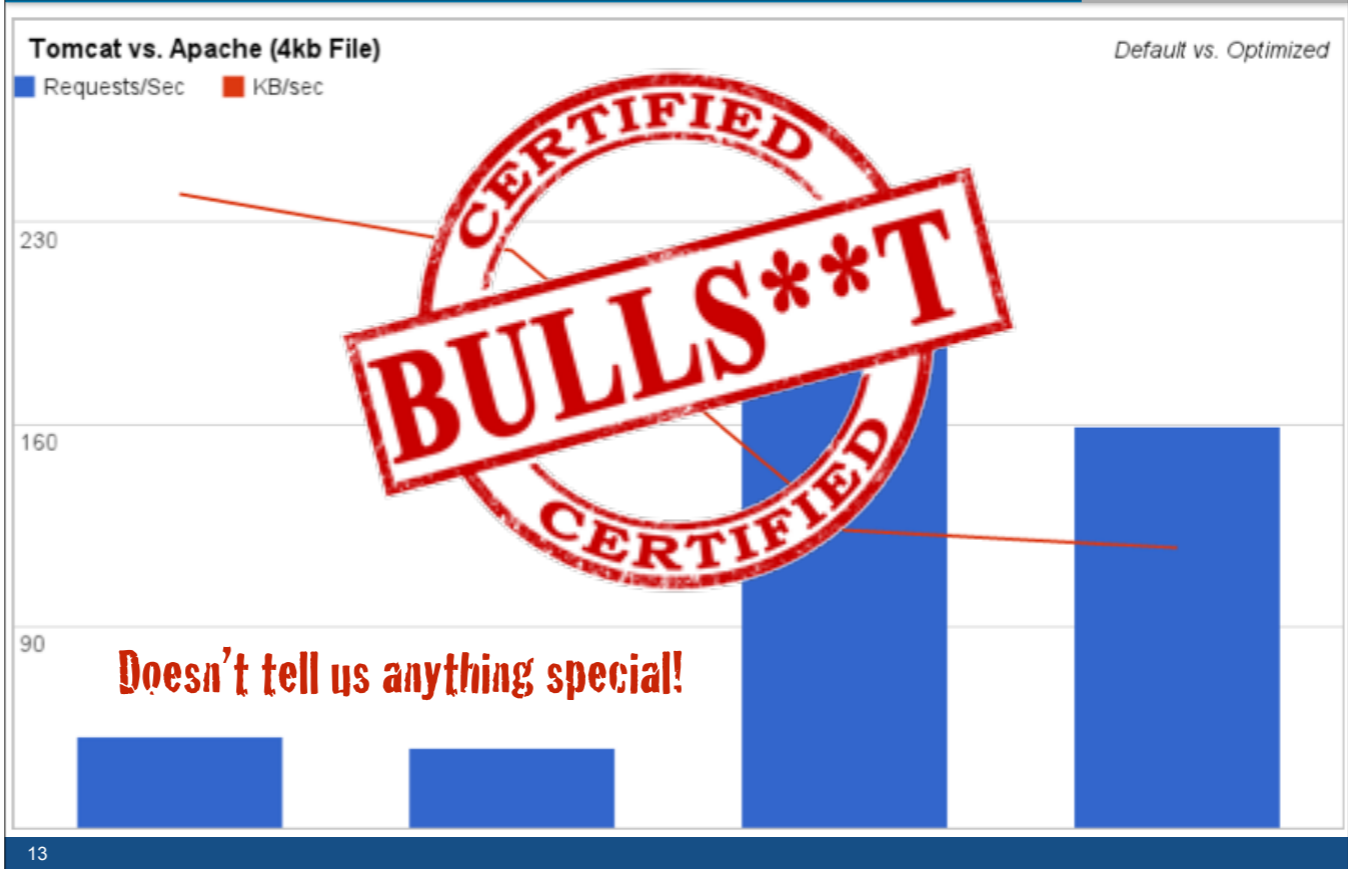 Tomcat vs. Apache (4kb File)
Default vs. Optimized
Requests/Sec
KB/sec
CERTIFIED
230
BULLS**T
160
CERTIFIED
90
Doesn't tell us anything special!
13